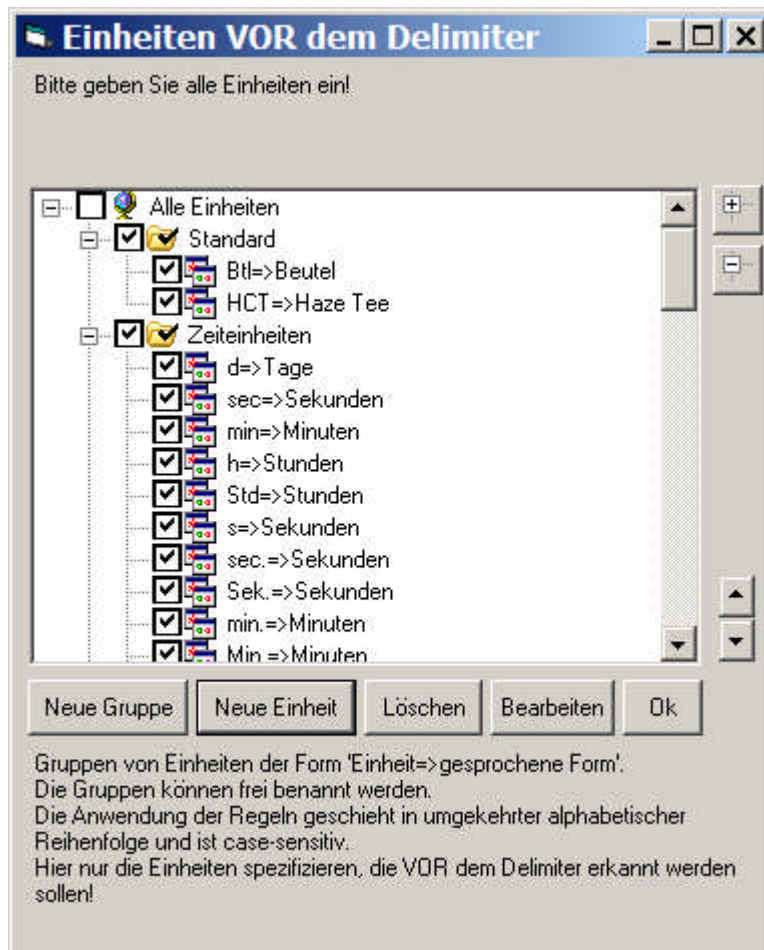 Einheiten VOR dem Delimiter
Bitte geben Sie alle Einheiten ein!
Alle Einheiten
Standard
Btl=>Beutel
HCT=>Haze Tee
Zeiteinheiten
d=>Tage
sec=>Sekunden
min=>Minuten
h=>Stunden
Std=>Stunden
s=>Sekunden
sec.=>Sekunden
Sek.=>Sekunden
min.=>Minuten
Min.=>Minuten
Neue Gruppe Neue Einheit Löschen Bearbeiten Ok
Gruppen von Einheiten der Form 'Einheit=>gesprochene Form'.
Die Gruppen können frei benannt werden.
Die Anwendung der Regeln geschieht in umgekehrter alphabetischer
Reihenfolge und ist case-sensitiv.
Hier nur die Einheiten spezifizieren, die VOR dem Delimiter erkannt werden
sollen!